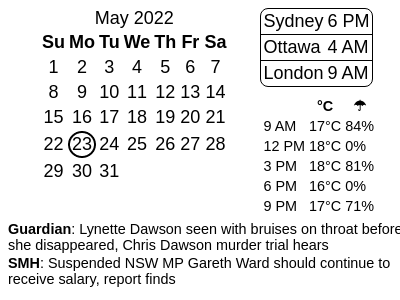 May 2022
Su Mo Tu We Th Fr Sa
1 2 3 4 5 6 7
8 9 10 11 12 13 14
15 16 17 18 19 20 21
22 23 24 25 26 27 28
29 30 31
Sydney 6 PM
Ottawa 4 AM
London 9 AM
°C ☂
9 AM 17°C 84%
12 PM 18°C 0%
3 PM 18°C 81%
6 PM 16°C 0%
9 PM 17°C 71%
Guardian: Lynette Dawson seen with bruises on throat before
she disappeared, Chris Dawson murder trial hears
SMH: Suspended NSW MP Gareth Ward should continue to
receive salary, report finds